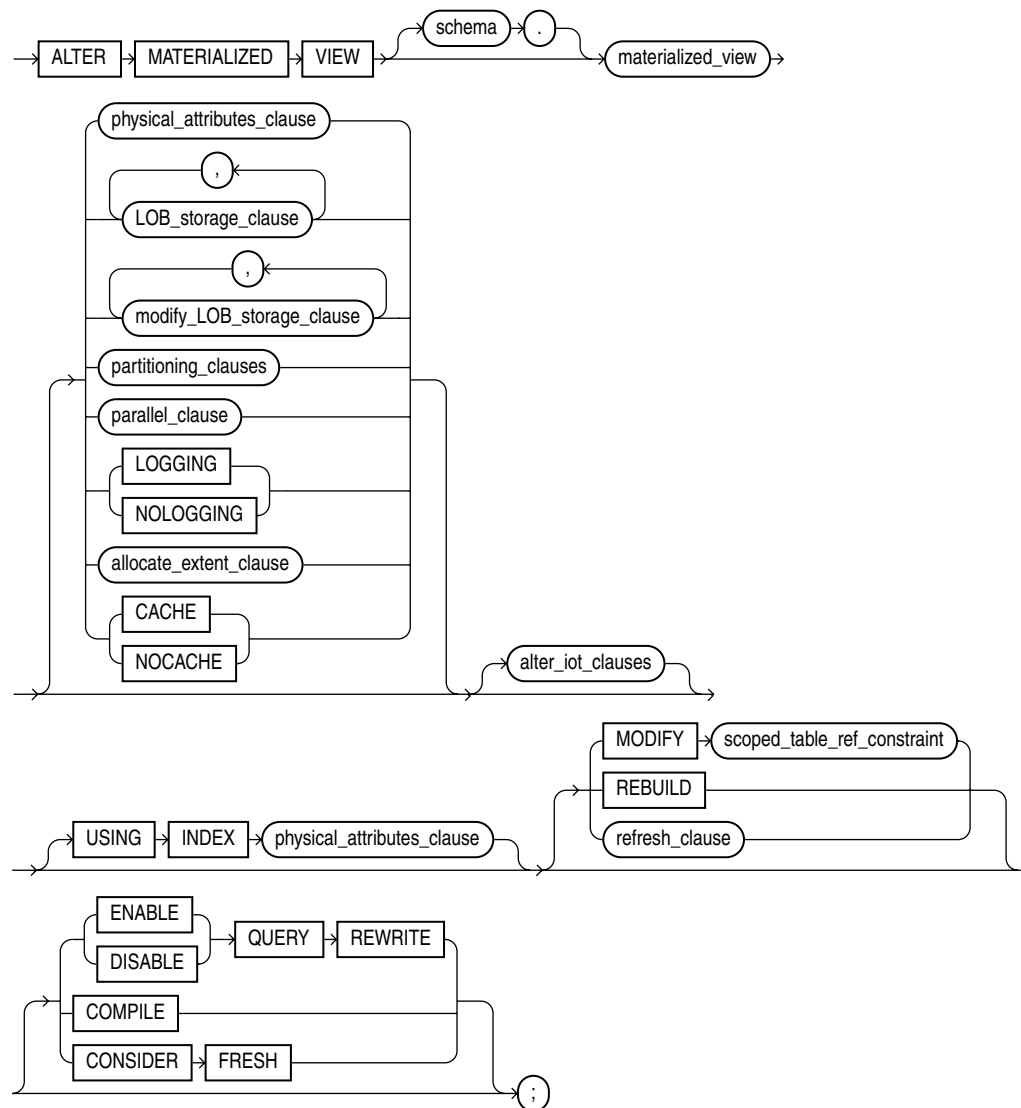 schema .
ALTER MATERIALIZED VIEW materialized_view
physical_attributes_clause
,
LOB_storage_clause
,
modify_LOB_storage_clause
partitioning_clauses
parallel_clause
LOGGING
NOLOGGING
allocate_extent_clause
CACHE
NOCACHE
alter_iot_clauses
MODIFY scoped_table_ref_constraint
REBUILD
USING INDEX physical_attributes_clause refresh_clause
ENABLE
QUERY REWRITE
DISABLE
COMPILE
CONSIDER FRESH
;